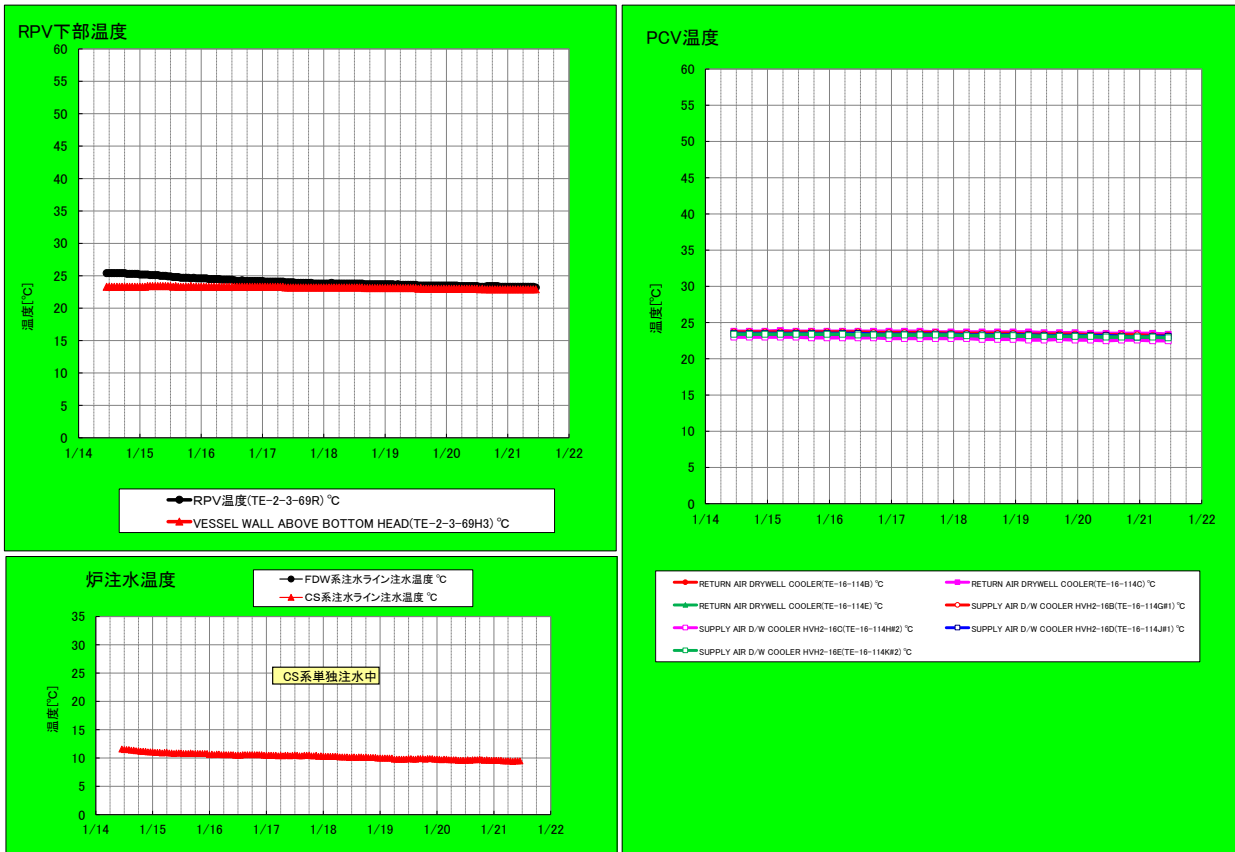 RPV下部温度
60
55
50
45
40
35
30
25
20
15
10
5
0
温度[℃]
1/14 1/15 1/16 1/17 1/18 1/19 1/20 1/21 1/22
RPV温度(TE-2-3-69R) ℃
VESSEL WALL ABOVE BOTTOM HEAD(TE-2-3-69H3) ℃
炉注水温度
FDW系注水ライン注水温度 ℃
CS系注水ライン注水温度 ℃
35
30
25
20
15
10
5
0
温度[℃]
CS系単独注水中
1/14 1/15 1/16 1/17 1/18 1/19 1/20 1/21 1/22
PCV温度
60
55
50
45
40
35
30
25
20
15
10
5
0
温度[℃]
1/14 1/15 1/16 1/17 1/18 1/19 1/20 1/21 1/22
RETURN AIR DRYWELL COOLER(TE-16-114B) ℃
RETURN AIR DRYWELL COOLER(TE-16-114C) ℃
RETURN AIR DRYWELL COOLER(TE-16-114E) ℃
SUPPLY AIR D/W COOLER HVH2-16B(TE-16-114G#1) ℃
SUPPLY AIR D/W COOLER HVH2-16C(TE-16-114H#2) ℃
SUPPLY AIR D/W COOLER HVH2-16D(TE-16-114J#1) ℃
SUPPLY AIR D/W COOLER HVH2-16E(TE-16-114K#2) ℃